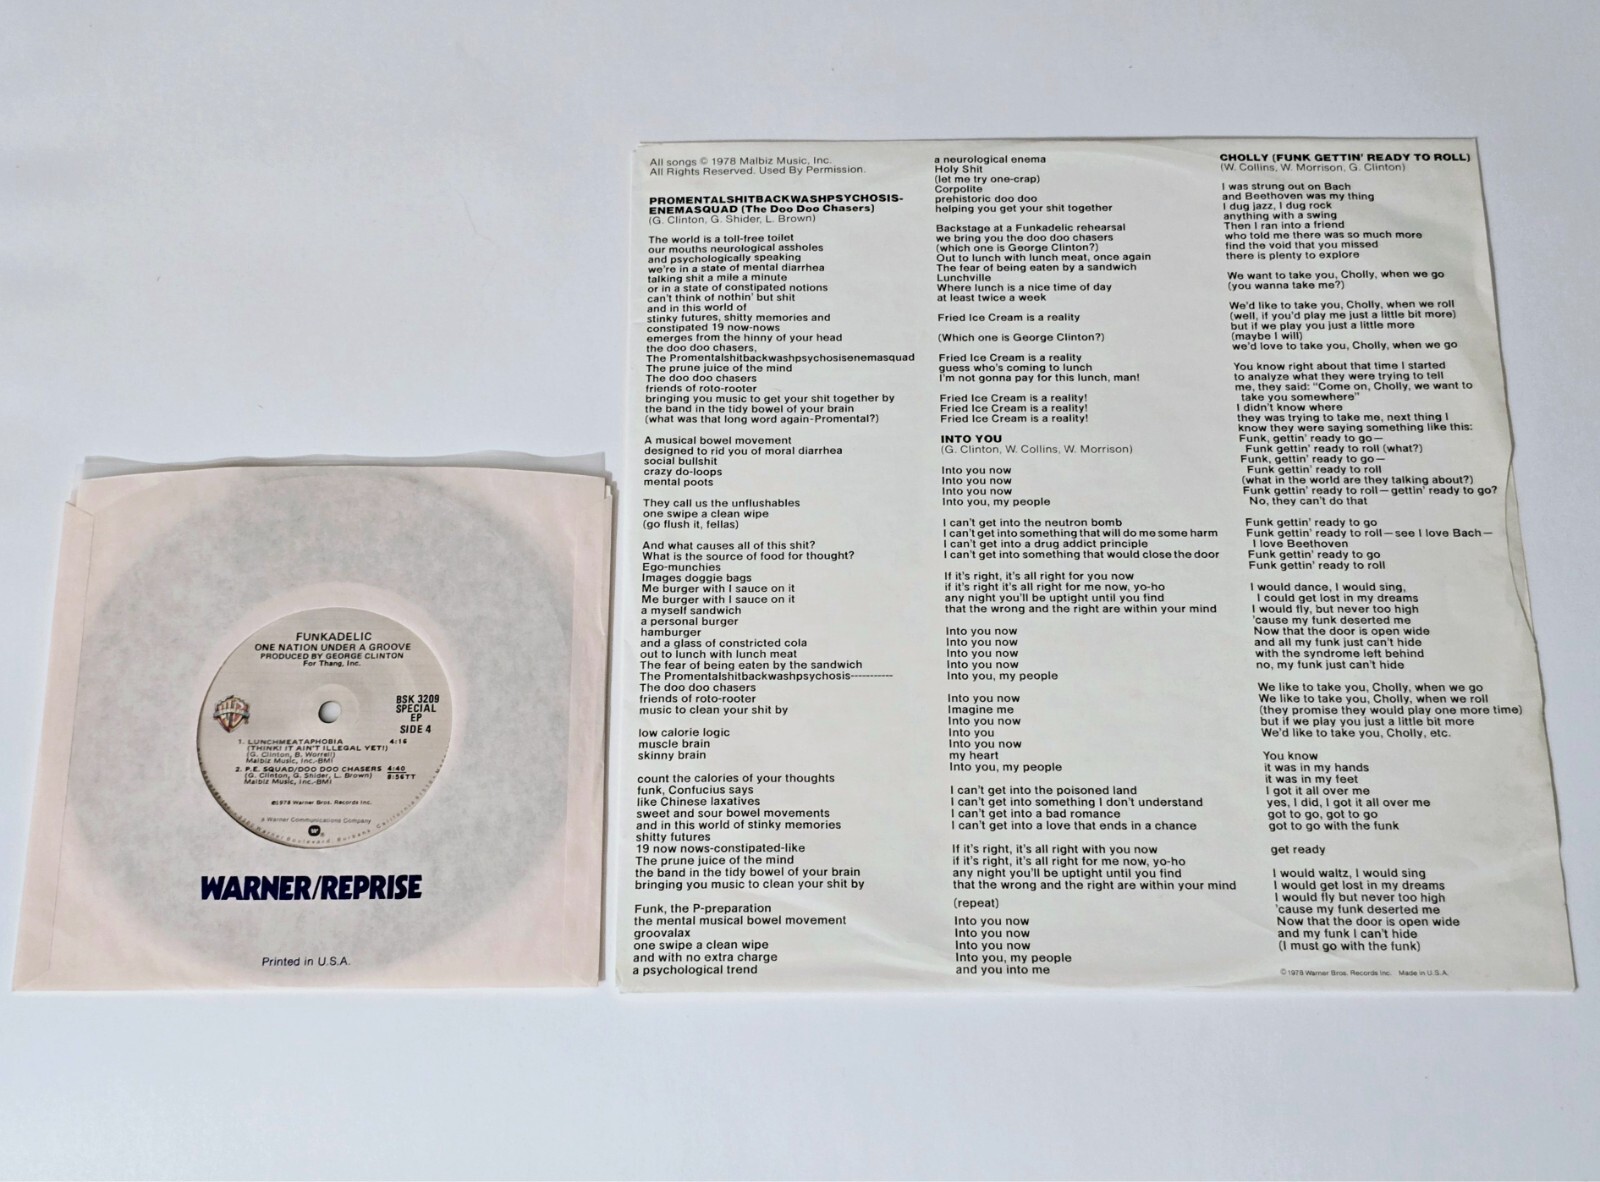 FUNKADELIC
ONE NATION UNDER A GROOVE
PRODUCED BY GEORGE CLINTON
For Thang, Inc.
BSK 3209
SPECIAL
EP
SIDE 4
1. LUNCHMEATAPHOBIA 4:16
(THINK! IT AIN'T ILLEGAL YET!)
(G. Clinton, B. Worrell)
Malbiz Music, Inc.-BMI
2. P.E. SQUAD/DOO DOO CHASERS 4:40
(G. Clinton, G. Shider, L. Brown) 8:56TT
Malbiz Music, Inc.-BMI
℗1978 Warner Bros. Records Inc.
a Warner Communications Company
WARNER/REPRISE
Printed in U.S.A.
All songs © 1978 Malbiz Music, Inc.
All Rights Reserved. Used By Permission.
PROMENTALSHITBACKWASHPSYCHOSIS-
ENEMASQUAD (The Doo Doo Chasers)
(G. Clinton, G. Shider, L. Brown)
The world is a toll-free toilet
our mouths neurological assholes
and psychologically speaking
we're in a state of mental diarrhea
talking shit a mile a minute
or in a state of constipated notions
can't think of nothin' but shit
and in this world of
stinky futures, shitty memories and
constipated 19 now-nows
emerges from the hinny of your head
the doo doo chasers,
The Promentalshitbackwashpsychosisenemasquad
The prune juice of the mind
The doo doo chasers
friends of roto-rooter
bringing you music to get your shit together by
the band in the tidy bowel of your brain
(what was that long word again-Promental?)
A musical bowel movement
designed to rid you of moral diarrhea
social bullshit
crazy do-loops
mental poots
They call us the unflushables
one swipe a clean wipe
(go flush it, fellas)
And what causes all of this shit?
What is the source of food for thought?
Ego-munchies
Images doggie bags
Me burger with I sauce on it
Me burger with I sauce on it
a myself sandwich
a personal burger
hamburger
and a glass of constricted cola
out to lunch with lunch meat
The fear of being eaten by the sandwich
The Promentalshitbackwashpsychosis----------
The doo doo chasers
friends of roto-rooter
music to clean your shit by
low calorie logic
muscle brain
skinny brain
count the calories of your thoughts
funk, Confucius says
like Chinese laxatives
sweet and sour bowel movements
and in this world of stinky memories
shitty futures
19 now nows-constipated-like
The prune juice of the mind
the band in the tidy bowel of your brain
bringing you music to clean your shit by
Funk, the P-preparation
the mental musical bowel movement
groovalax
one swipe a clean wipe
and with no extra charge
a psychological trend
a neurological enema
Holy Shit
(let me try one-crap)
Corpolite
prehistoric doo doo
helping you get your shit together
Backstage at a Funkadelic rehearsal
we bring you the doo doo chasers
(which one is George Clinton?)
Out to lunch with lunch meat, once again
The fear of being eaten by a sandwich
Lunchville
Where lunch is a nice time of day
at least twice a week
Fried Ice Cream is a reality
(Which one is George Clinton?)
Fried Ice Cream is a reality
guess who's coming to lunch
I'm not gonna pay for this lunch, man!
Fried Ice Cream is a reality!
Fried Ice Cream is a reality!
Fried Ice Cream is a reality!
INTO YOU
(G. Clinton, W. Collins, W. Morrison)
Into you now
Into you now
Into you now
Into you, my people
I can't get into the neutron bomb
I can't get into something that will do me some harm
I can't get into a drug addict principle
I can't get into something that would close the door
If it's right, it's all right for you now
if it's right it's all right for me now, yo-ho
any night you'll be uptight until you find
that the wrong and the right are within your mind
Into you now
Into you now
Into you now
Into you now
Into you, my people
Into you now
Imagine me
Into you now
Into you
Into you now
my heart
Into you, my people
I can't get into the poisoned land
I can't get into something I don't understand
I can't get into a bad romance
I can't get into a love that ends in a chance
If it's right, it's all right with you now
if it's right, it's all right for me now, yo-ho
any night you'll be uptight until you find
that the wrong and the right are within your mind
(repeat)
Into you now
Into you now
Into you now
Into you, my people
and you into me
CHOLLY (FUNK GETTIN' READY TO ROLL)
(W. Collins, W. Morrison, G. Clinton)
I was strung out on Bach
and Beethoven was my thing
I dug jazz, I dug rock
anything with a swing
Then I ran into a friend
who told me there was so much more
find the void that you missed
there is plenty to explore
We want to take you, Cholly, when we go
(you wanna take me?)
We'd like to take you, Cholly, when we roll
(well, if you'd play me just a little bit more)
but if we play you just a little more
(maybe I will)
we'd love to take you, Cholly, when we go
You know right about that time I started
to analyze what they were trying to tell
me, they said: "Come on, Cholly, we want to
take you somewhere"
I didn't know where
they was trying to take me, next thing I
know they were saying something like this:
Funk, gettin' ready to go—
Funk gettin' ready to roll (what?)
Funk, gettin' ready to go—
Funk gettin' ready to roll
(what in the world are they talking about?)
Funk gettin' ready to roll—gettin' ready to go?
No, they can't do that
Funk gettin' ready to go
Funk gettin' ready to roll—see I love Bach—
I love Beethoven
Funk gettin' ready to go
Funk gettin' ready to roll
I would dance, I would sing,
I could get lost in my dreams
I would fly, but never too high
'cause my funk deserted me
Now that the door is open wide
and all my funk just can't hide
with the syndrome left behind
no, my funk just can't hide
We like to take you, Cholly, when we go
We like to take you, Cholly, when we roll
(they promise they would play one more time)
but if we play you just a little bit more
We'd like to take you, Cholly, etc.
You know
it was in my hands
it was in my feet
I got it all over me
yes, I did, I got it all over me
got to go, got to go
got to go with the funk
get ready
I would waltz, I would sing
I would get lost in my dreams
I would fly but never too high
'cause my funk deserted me
Now that the door is open wide
and my funk I can't hide
(I must go with the funk)
© 1978 Warner Bros. Records Inc. Made in U.S.A.